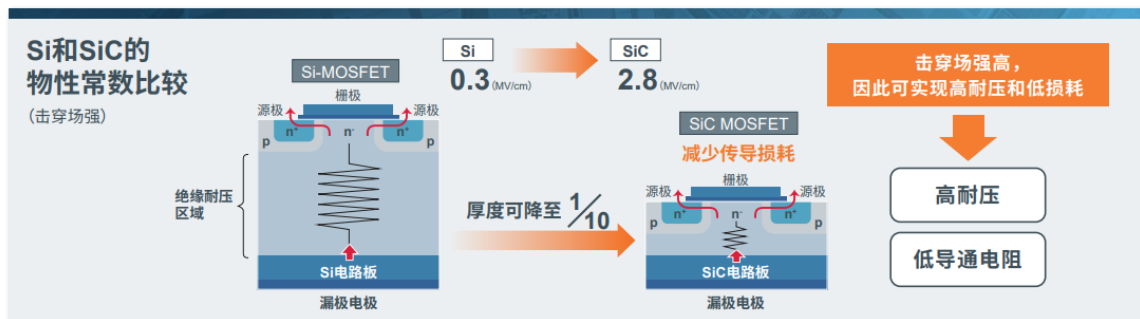 Si和SiC的
物性常数比较
(击穿场强)
Si
0.3(MV/cm)
SiC
2.8(MV/cm)
击穿场强高,
因此可实现高耐压和低损耗
高耐压
低导通电阻
Si-MOSFET
栅极
源极
源极
n+
n-
n+
p
p
绝缘耐压
区域
Si电路板
漏极电极
厚度可降至1/10
SiC MOSFET
减少传导损耗
栅极
源极
源极
n+
n-
n+
p
p
SiC电路板
漏极电极